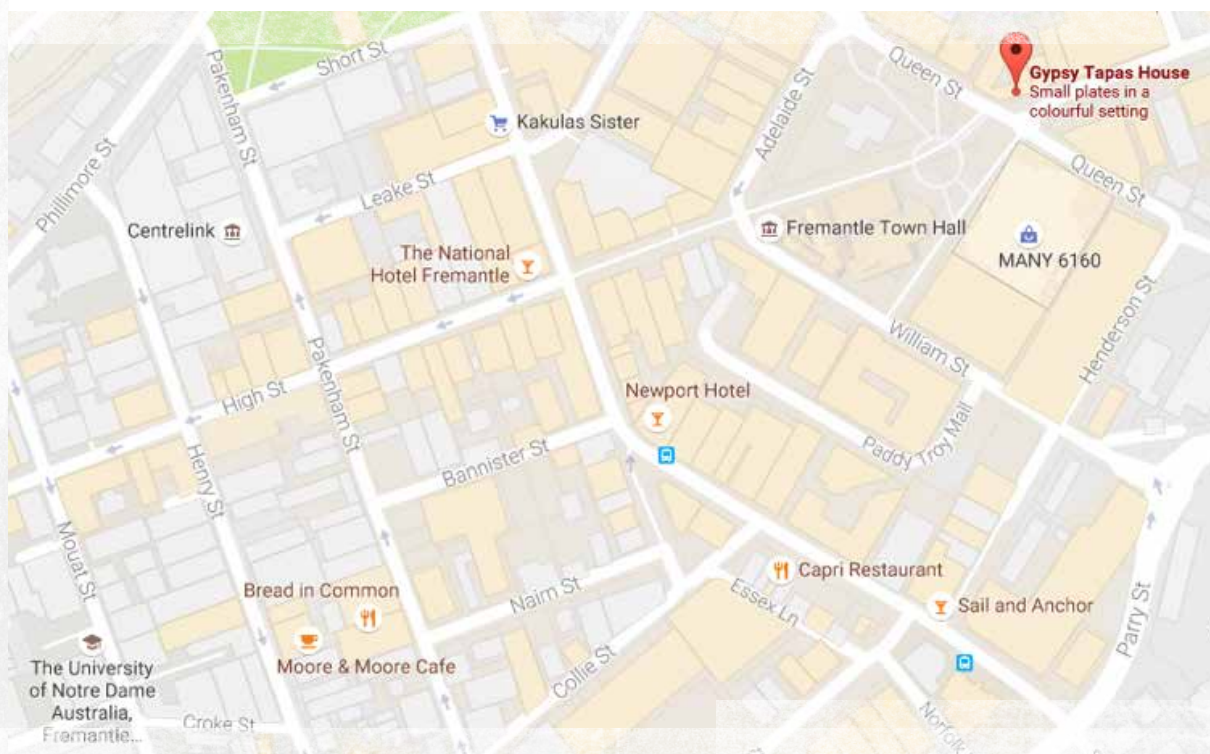 Short St
Pakenham St
Queen St
Gypsy Tapas House
Small plates in a
colourful setting
Kakulas Sister
Adelaide St
Phillimore St
Leake St
Queen St
Centrelink
Fremantle Town Hall
The National
Hotel Fremantle
MANY 6160
Henderson St
William St
Pakenham St
High St
Newport Hotel
Paddy Troy Mall
Bannister St
Henry St
Mouat St
Capri Restaurant
Nairn St
Bread in Common
Essex Ln
Sail and Anchor
Parry St
Moore & Moore Cafe
Collie St
The University
of Notre Dame
Australia,
Fremantle...
Croke St
Norfolk